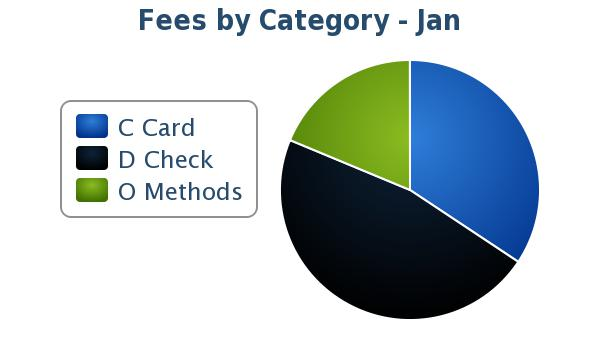 Fees by Category - Jan
C Card
D Check
O Methods